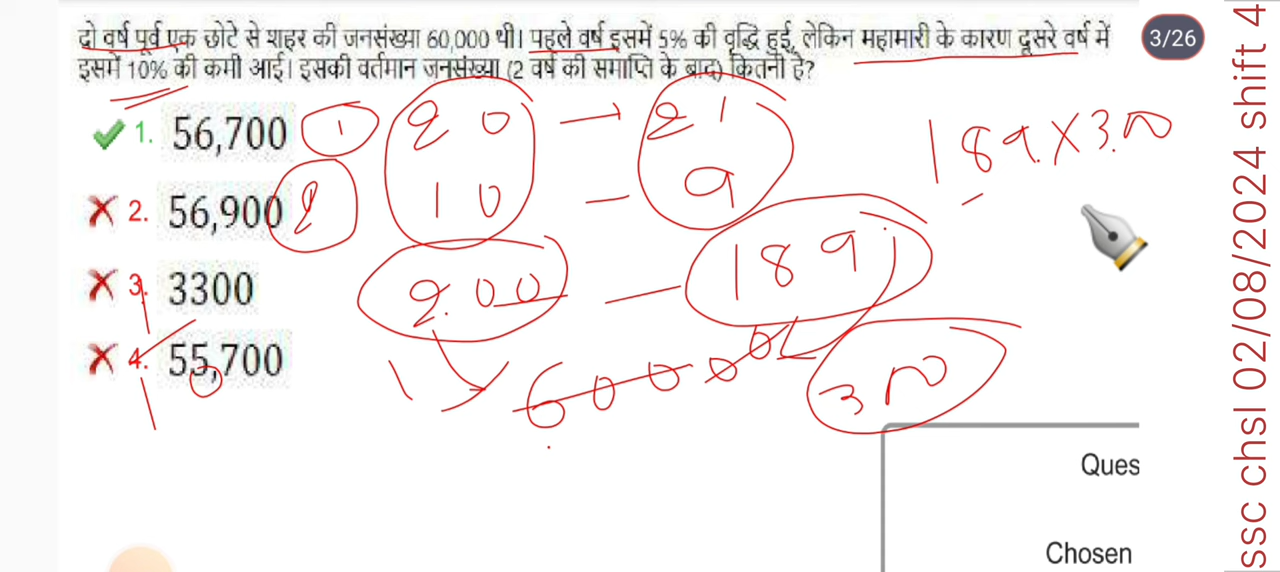 दो वर्ष पूर्व एक छोटे से शहर की जनसंख्या 60,000 थी। पहले वर्ष इसमें 5% की वृद्धि हुई, लेकिन महामारी के कारण दूसरे वर्ष में
इसमें 10% की कमी आई। इसकी वर्तमान जनसंख्या (2 वर्ष की समाप्ति के बाद) कितनी है?
3/26
1. 56,700
2. 56,900
3. 3300
4. 55,700
1 20 → 21
2 10 – 9
200 – 189
60000
300
189 × 300
Ques
Chosen
ssc chsl 02/08/2024 shift 4